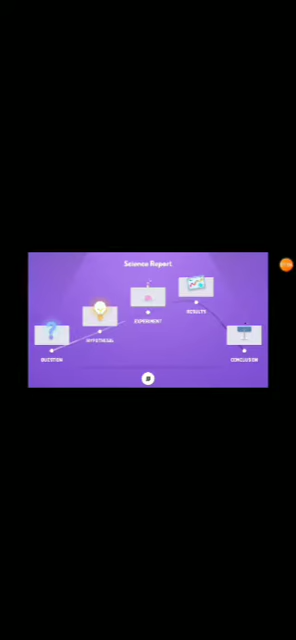 Science Report
QUESTION
HYPOTHESIS
EXPERIMENT
RESULTS
CONCLUSION